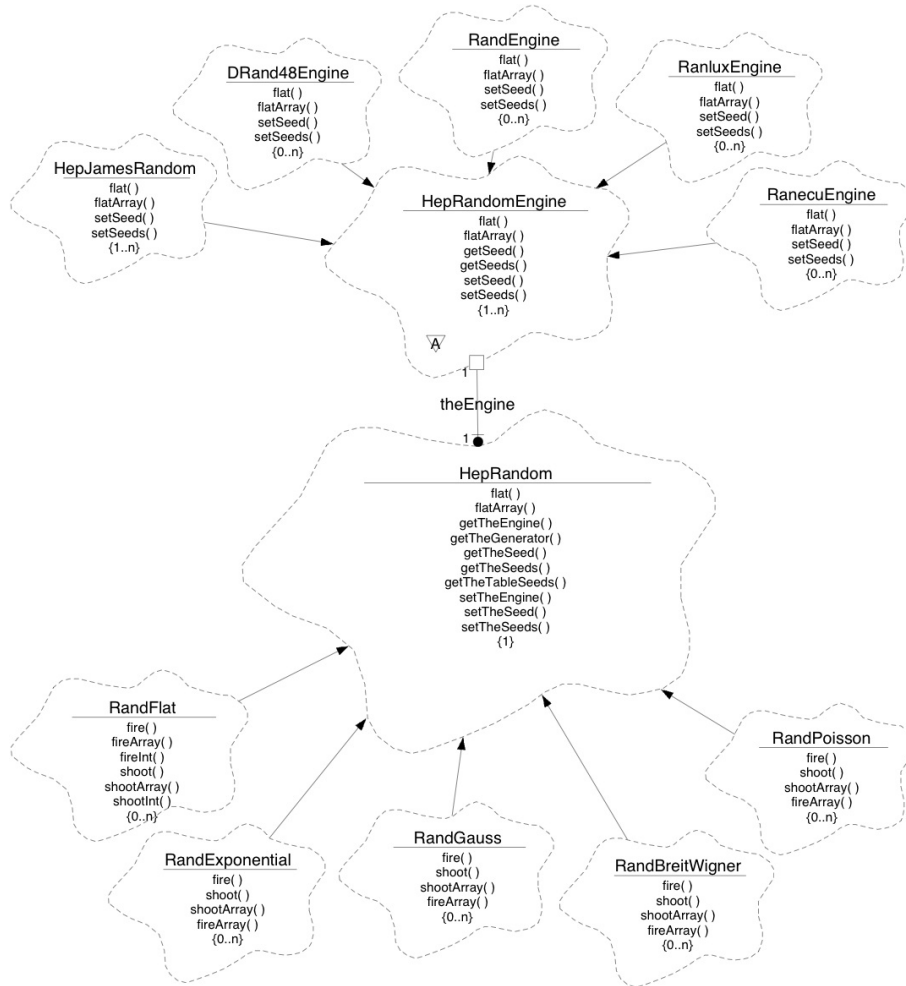 RandEngine
flat( )
flatArray( )
setSeed( )
setSeeds( )
{0..n}
DRand48Engine
flat( )
flatArray( )
setSeed( )
setSeeds( )
{0..n}
RanluxEngine
flat( )
flatArray( )
setSeed( )
setSeeds( )
{0..n}
HepJamesRandom
flat( )
flatArray( )
setSeed( )
setSeeds( )
{1..n}
HepRandomEngine
flat( )
flatArray( )
getSeed( )
getSeeds( )
setSeed( )
setSeeds( )
{1..n}
A
RanecuEngine
flat( )
flatArray( )
setSeed( )
setSeeds( )
{0..n}
1
theEngine
1
HepRandom
flat( )
flatArray( )
getTheEngine( )
getTheGenerator( )
getTheSeed( )
getTheSeeds( )
getTheTableSeeds( )
setTheEngine( )
setTheSeed( )
setTheSeeds( )
{1}
RandFlat
fire( )
fireArray( )
fireInt( )
shoot( )
shootArray( )
shootInt( )
{0..n}
RandPoisson
fire( )
shoot( )
shootArray( )
fireArray( )
{0..n}
RandExponential
fire( )
shoot( )
shootArray( )
fireArray( )
{0..n}
RandGauss
fire( )
shoot( )
shootArray( )
fireArray( )
{0..n}
RandBreitWigner
fire( )
shoot( )
shootArray( )
fireArray( )
{0..n}